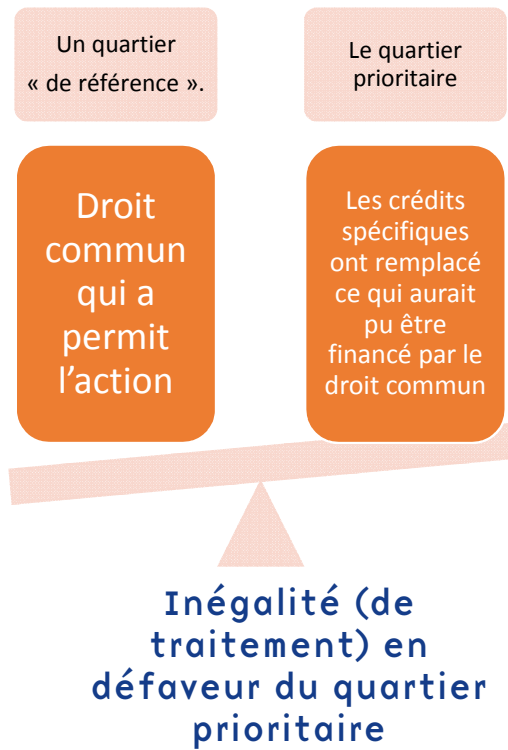 Un quartier
« de référence ».
Le quartier
prioritaire
Droit
commun
qui a
permit
l’action
Les crédits
spécifiques
ont remplacé
ce qui aurait
pu être
financé par le
droit commun
Inégalité (de
traitement) en
défaveur du quartier
prioritaire